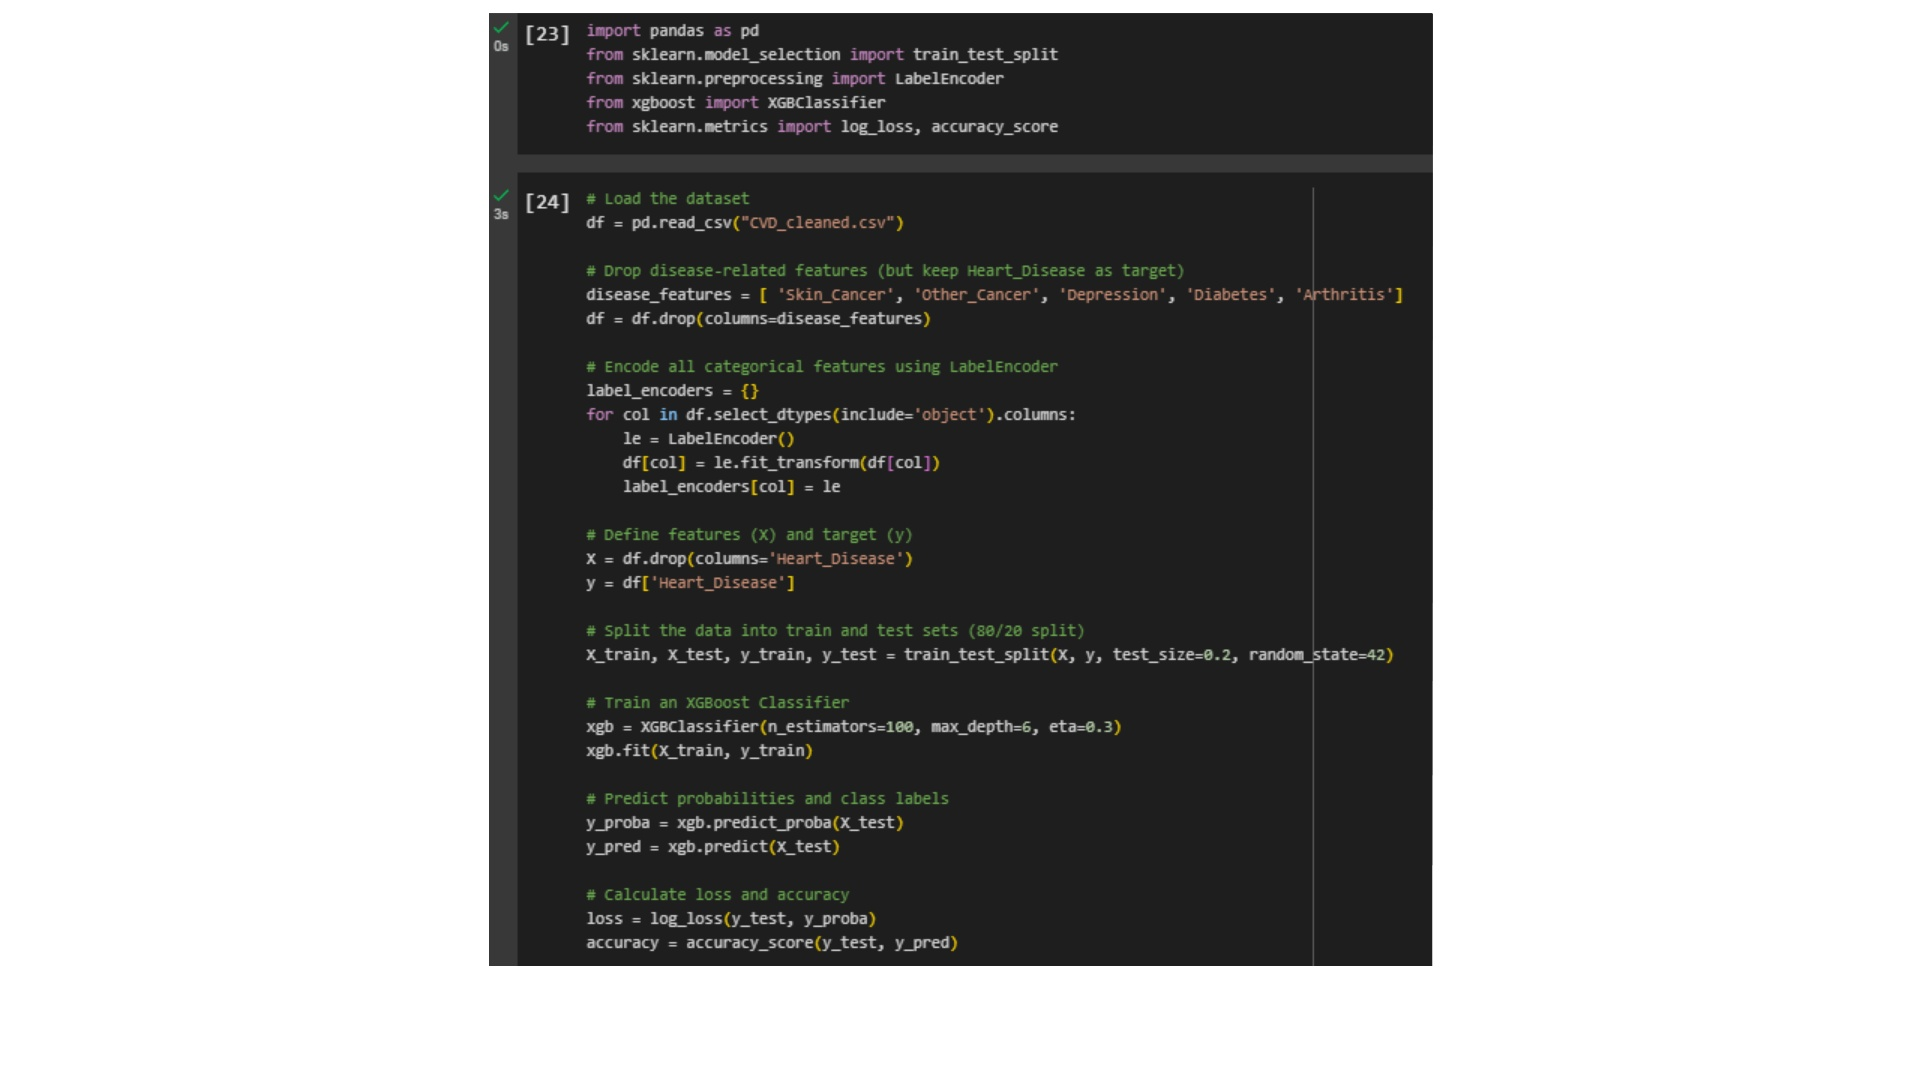 [23] import pandas as pd
0s
from sklearn.model_selection import train_test_split
from sklearn.preprocessing import LabelEncoder
from xgboost import XGBClassifier
from sklearn.metrics import log_loss, accuracy_score
[24] # Load the dataset
3s
df = pd.read_csv("CVD_cleaned.csv")
# Drop disease-related features (but keep Heart_Disease as target)
disease_features = [ 'Skin_Cancer', 'Other_Cancer', 'Depression', 'Diabetes', 'Arthritis']
df = df.drop(columns=disease_features)
# Encode all categorical features using LabelEncoder
label_encoders = {}
for col in df.select_dtypes(include='object').columns:
    le = LabelEncoder()
    df[col] = le.fit_transform(df[col])
    label_encoders[col] = le
# Define features (X) and target (y)
X = df.drop(columns='Heart_Disease')
y = df['Heart_Disease']
# Split the data into train and test sets (80/20 split)
X_train, X_test, y_train, y_test = train_test_split(X, y, test_size=0.2, random_state=42)
# Train an XGBoost Classifier
xgb = XGBClassifier(n_estimators=100, max_depth=6, eta=0.3)
xgb.fit(X_train, y_train)
# Predict probabilities and class labels
y_proba = xgb.predict_proba(X_test)
y_pred = xgb.predict(X_test)
# Calculate loss and accuracy
loss = log_loss(y_test, y_proba)
accuracy = accuracy_score(y_test, y_pred)